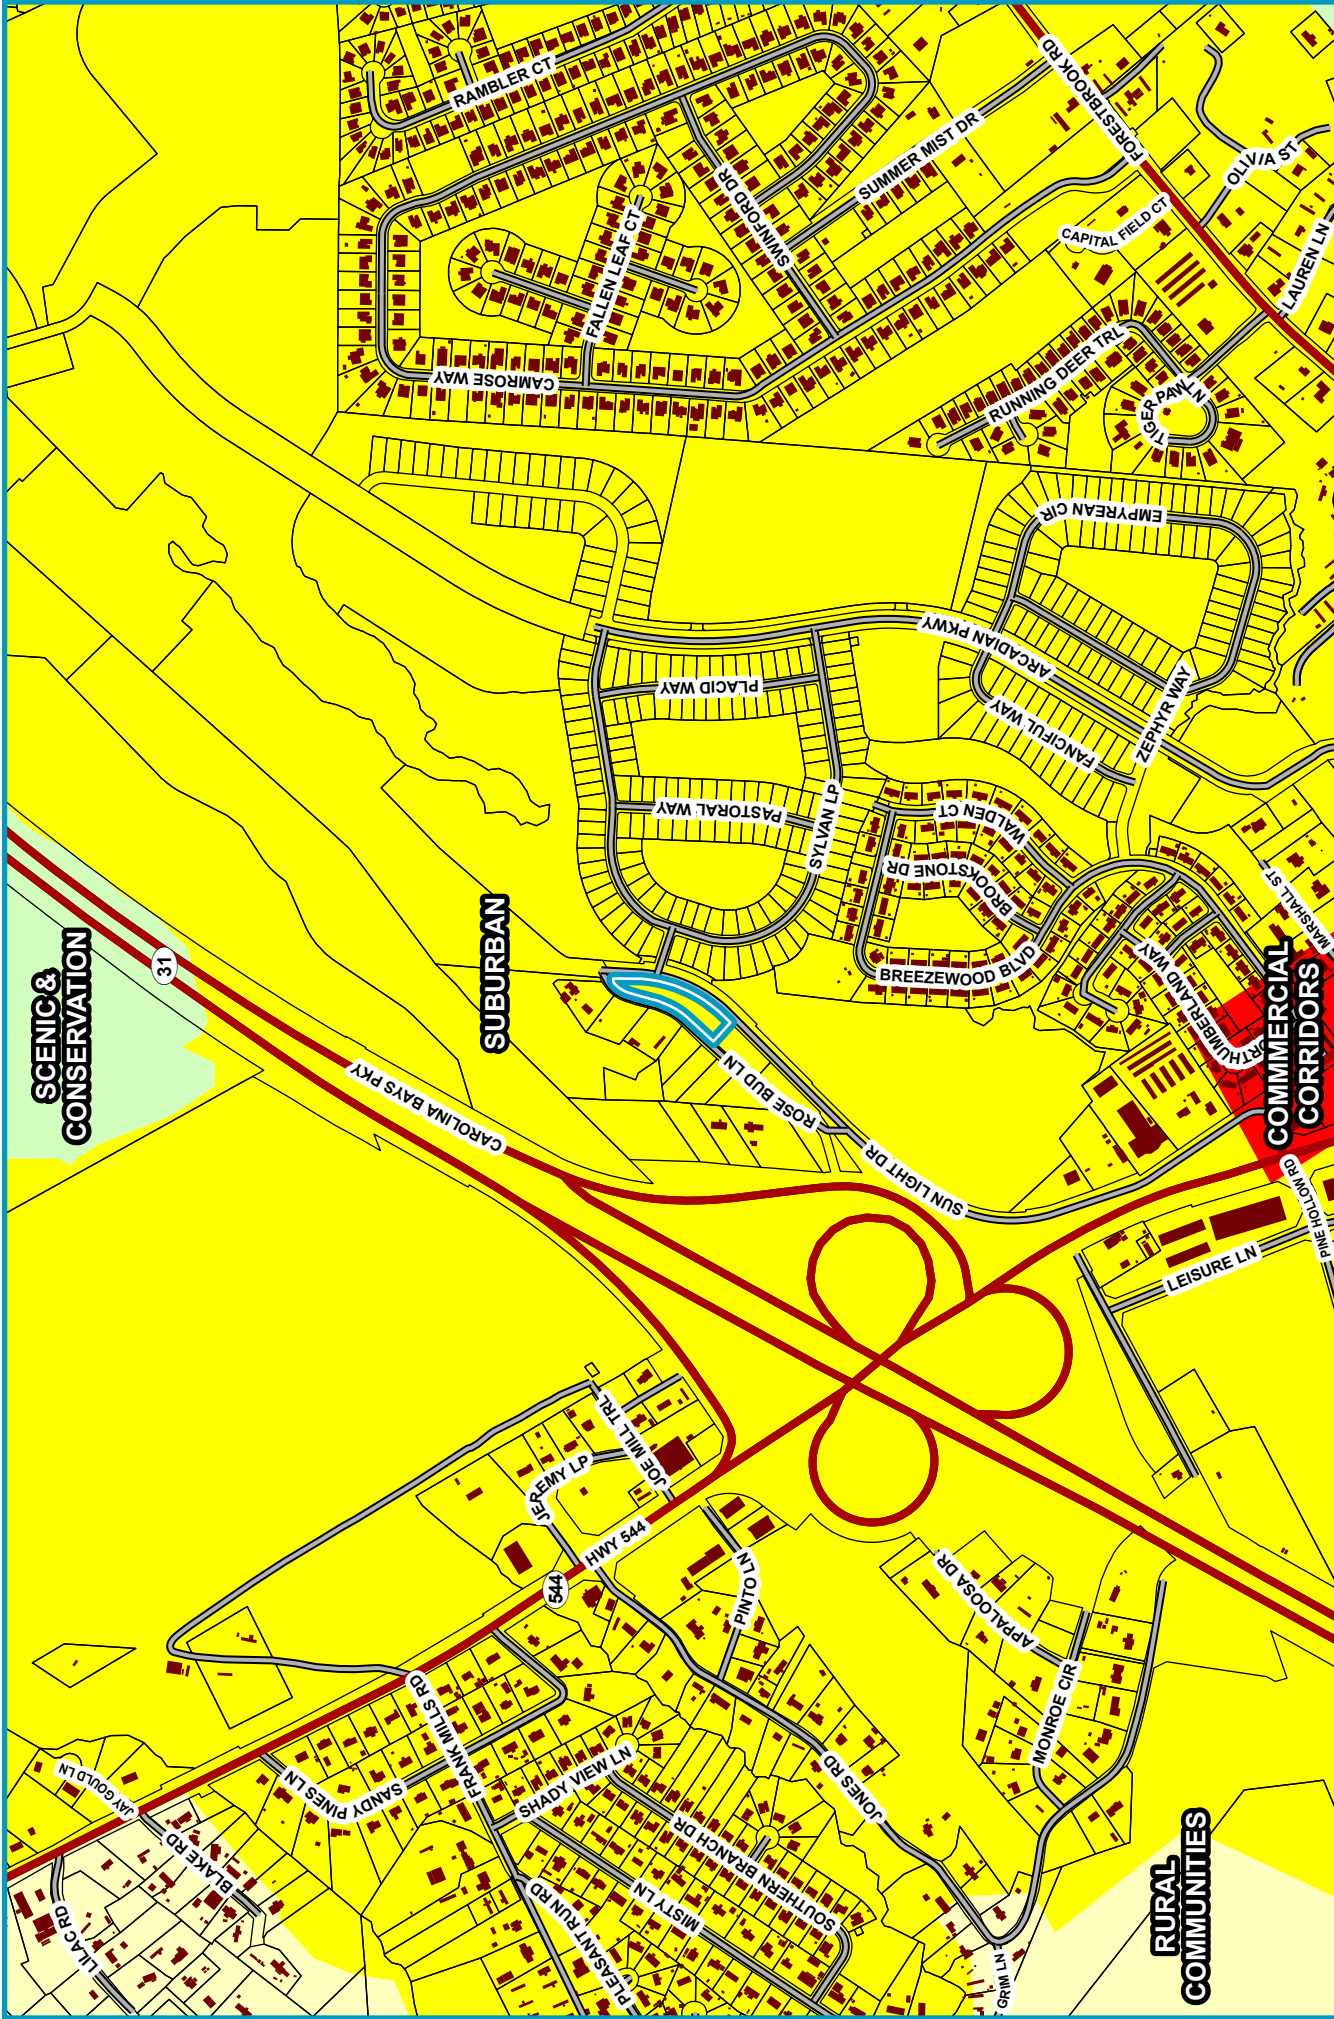 RAMBLER CT
FORESTBROOK RD
SUMMER MIST DR
OLIVIA ST
SWINFORD DR
CAPITAL FIELD CT
FALLEN LEAF CT
LAUREN LN
CAMROSE WAY
RUNNING DEER TRL
TIGER PAW LN
EMPYREAN CIR
ARCADIAN PKWY
PLACID WAY
FANCIFUL WAY
ZEPHYR WAY
PASTORAL WAY
SYLVAN LP
WALDEN CT
BROOKSTONE DR
MARSHALL ST
SUBURBAN
SCENIC &
CONSERVATION
31
BREEZEWOOD BLVD
COMMERCIAL
CORRIDORS
CAROLINA BAYS PKY
ROSE BUD LN
SUN LIGHT DR
PINE HOLLOW RD
LEISURE LN
JOE MILL TRL
JEREMY LP
HWY 544
544
PINTO LN
APPALOOSA DR
MONROE CIR
FRANK MILLS RD
SANDY PINES LN
SHADY VIEW LN
JAY GOULD LN
BLAKE RD
JONES RD
SOUTHERN BRANCH DR
MISTY LN
PLEASANT RUN RD
LILAC RD
RURAL
COMMUNITIES
GRIM LN